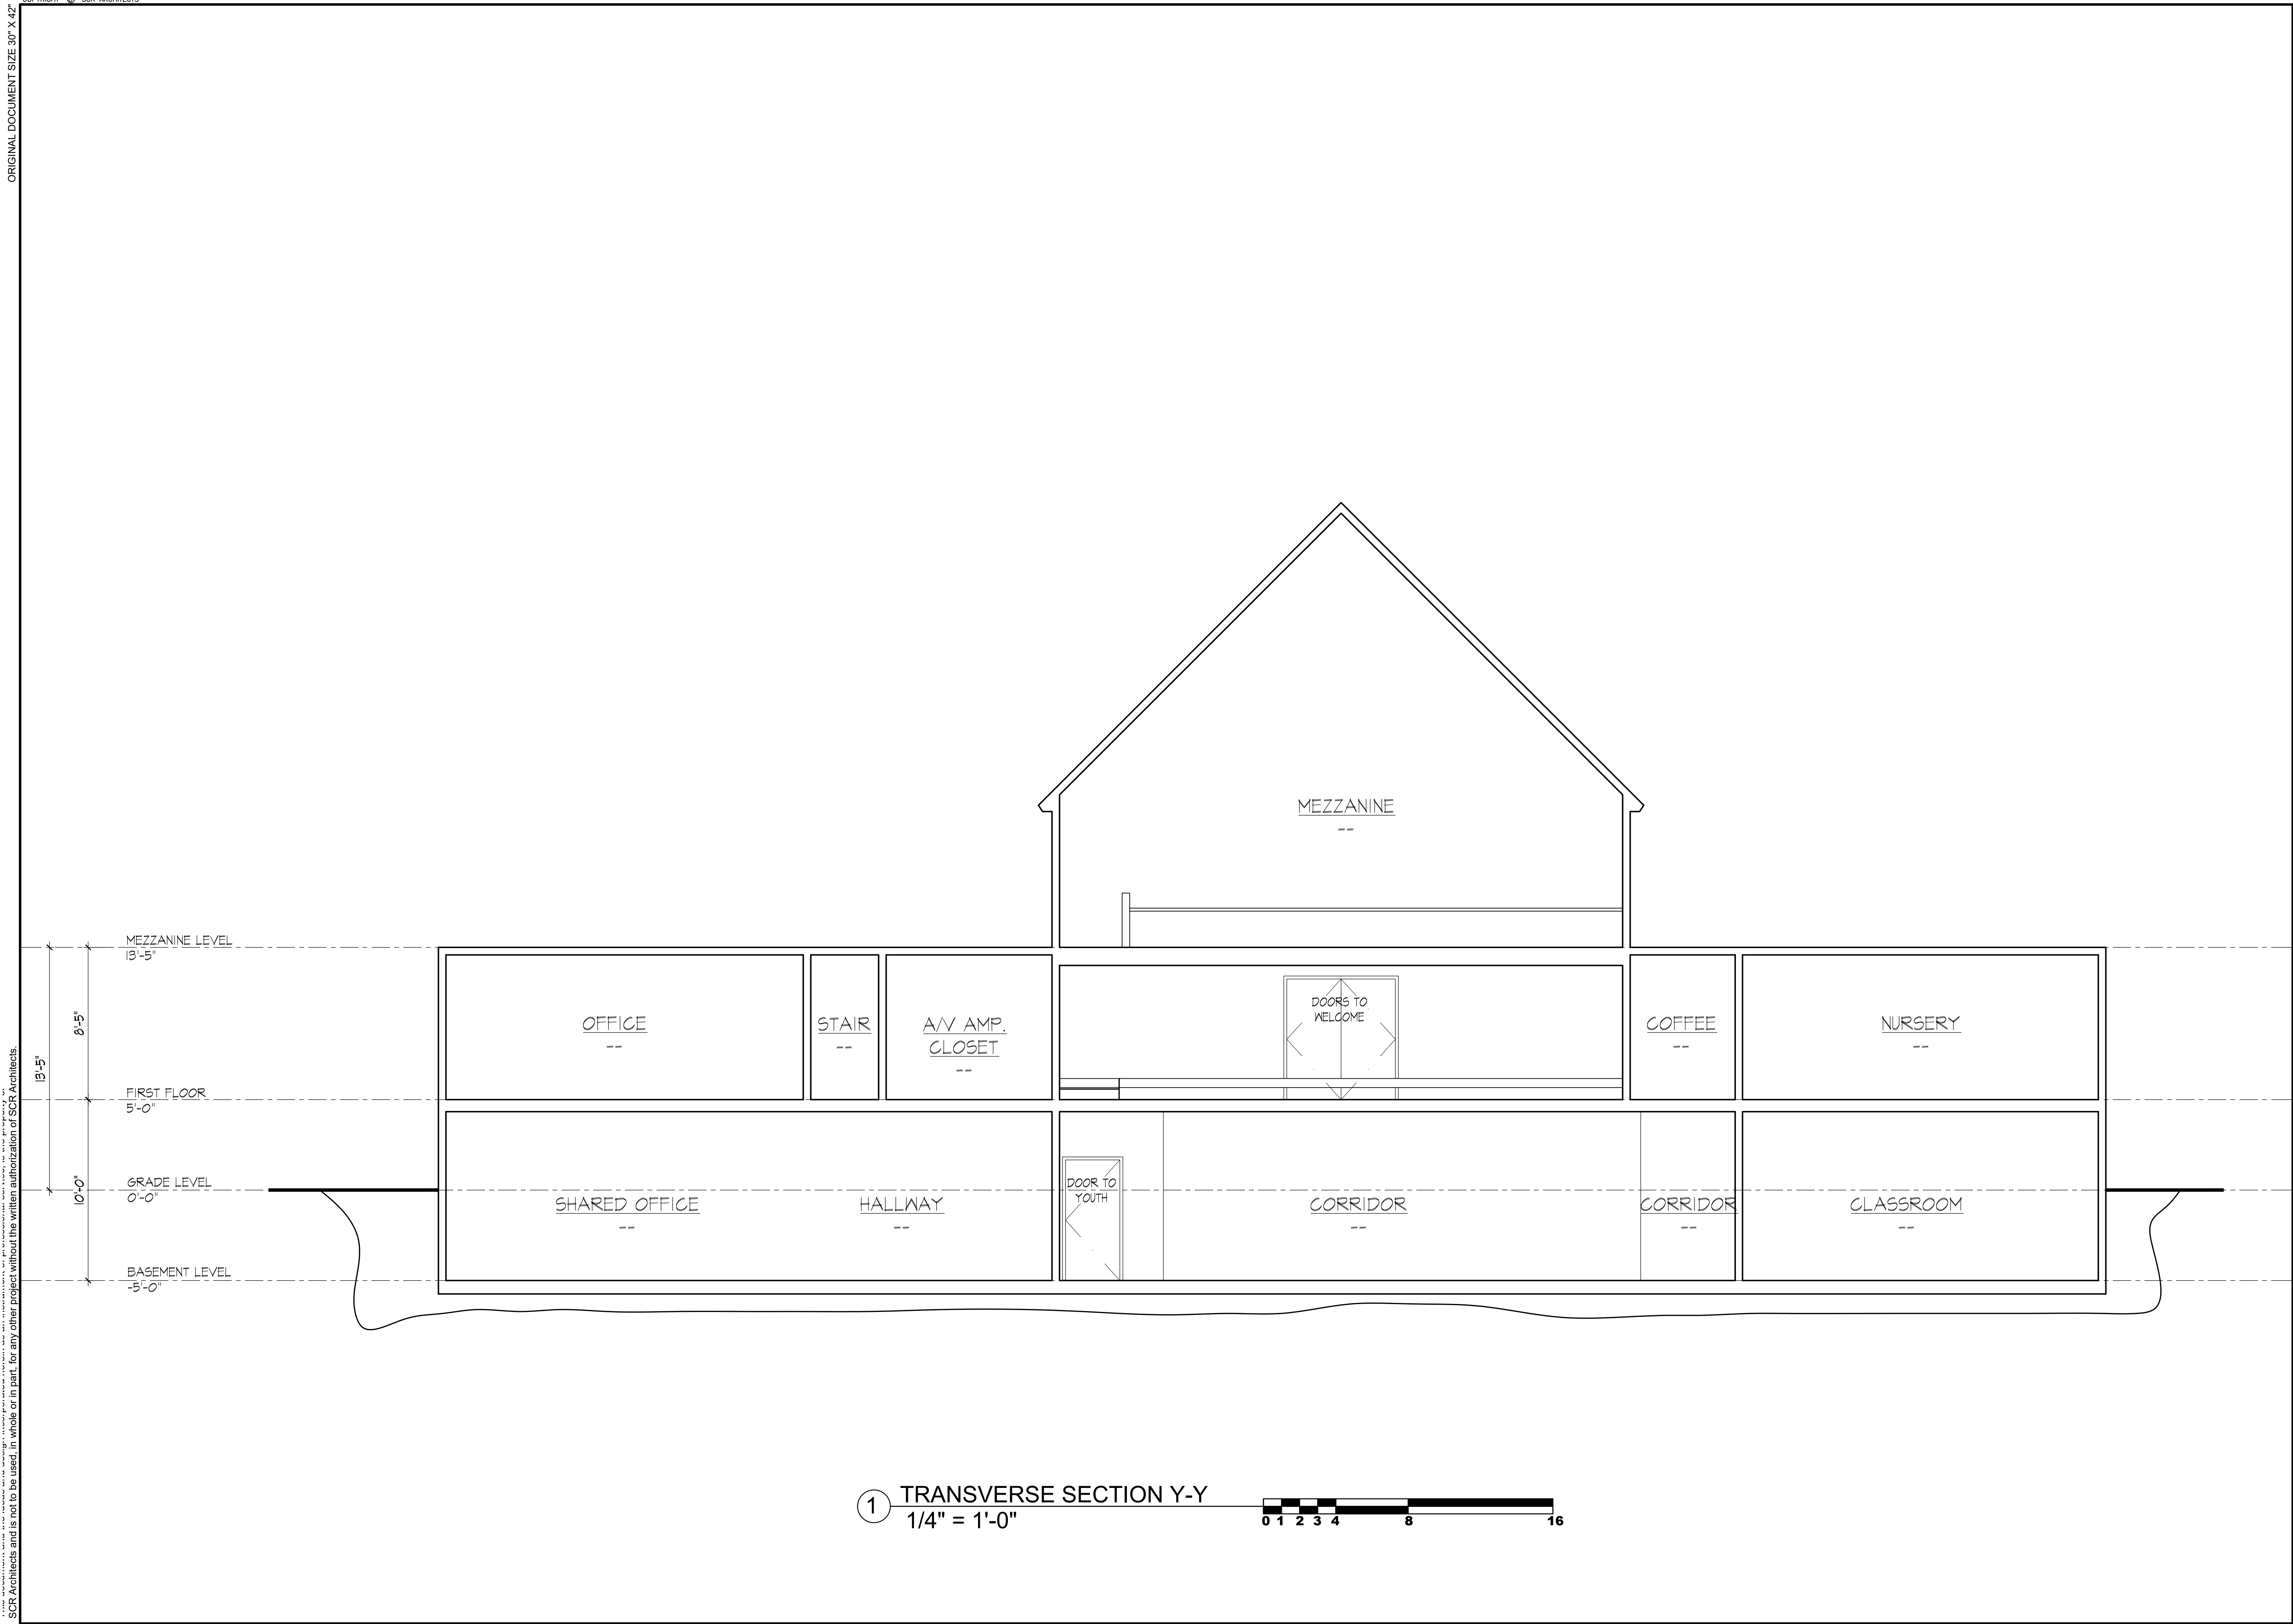 COPYRIGHT © SCR ARCHITECTS
ORIGINAL DOCUMENT SIZE 30" X 42"
SCR Architects and is not to be used, in whole or in part, for any other project without the written authorization of SCR Architects.
MEZZANINE
--
MEZZANINE LEVEL
13'-5"
8'-5"
13'-5"
OFFICE
--
STAIR
--
A/V AMP.
CLOSET
--
DOORS TO
WELCOME
COFFEE
--
NURSERY
--
FIRST FLOOR
5'-0"
10'-0"
GRADE LEVEL
0'-0"
SHARED OFFICE
--
HALLWAY
--
DOOR TO
YOUTH
CORRIDOR
--
CORRIDOR
--
CLASSROOM
--
BASEMENT LEVEL
-5'-0"
1
TRANSVERSE SECTION Y-Y
1/4" = 1'-0"
0 1 2 3 4 8 16